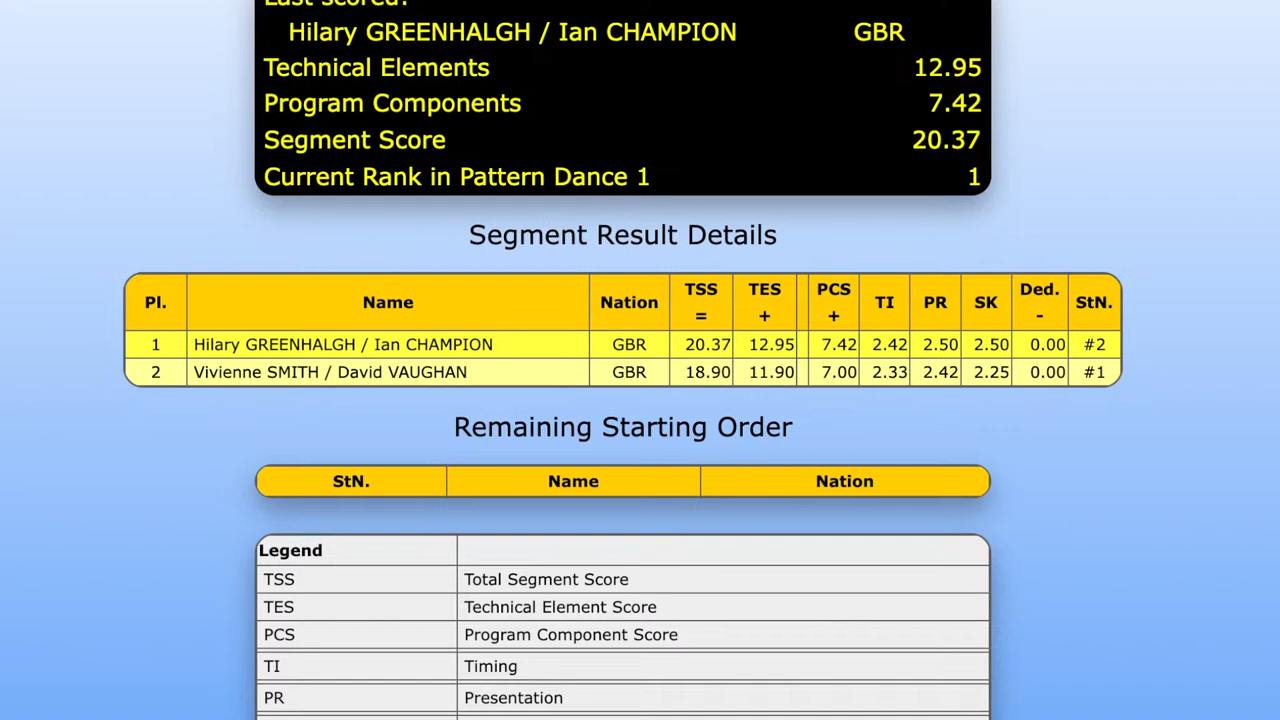 Last scored:
Hilary GREENHALGH / Ian CHAMPION GBR
Technical Elements 12.95
Program Components 7.42
Segment Score 20.37
Current Rank in Pattern Dance 1 1
Segment Result Details
Pl. Name Nation TSS = TES + PCS + TI PR SK Ded. - StN.
1 Hilary GREENHALGH / Ian CHAMPION GBR 20.37 12.95 7.42 2.42 2.50 2.50 0.00 #2
2 Vivienne SMITH / David VAUGHAN GBR 18.90 11.90 7.00 2.33 2.42 2.25 0.00 #1
Remaining Starting Order
StN. Name Nation
Legend
TSS Total Segment Score
TES Technical Element Score
PCS Program Component Score
TI Timing
PR Presentation